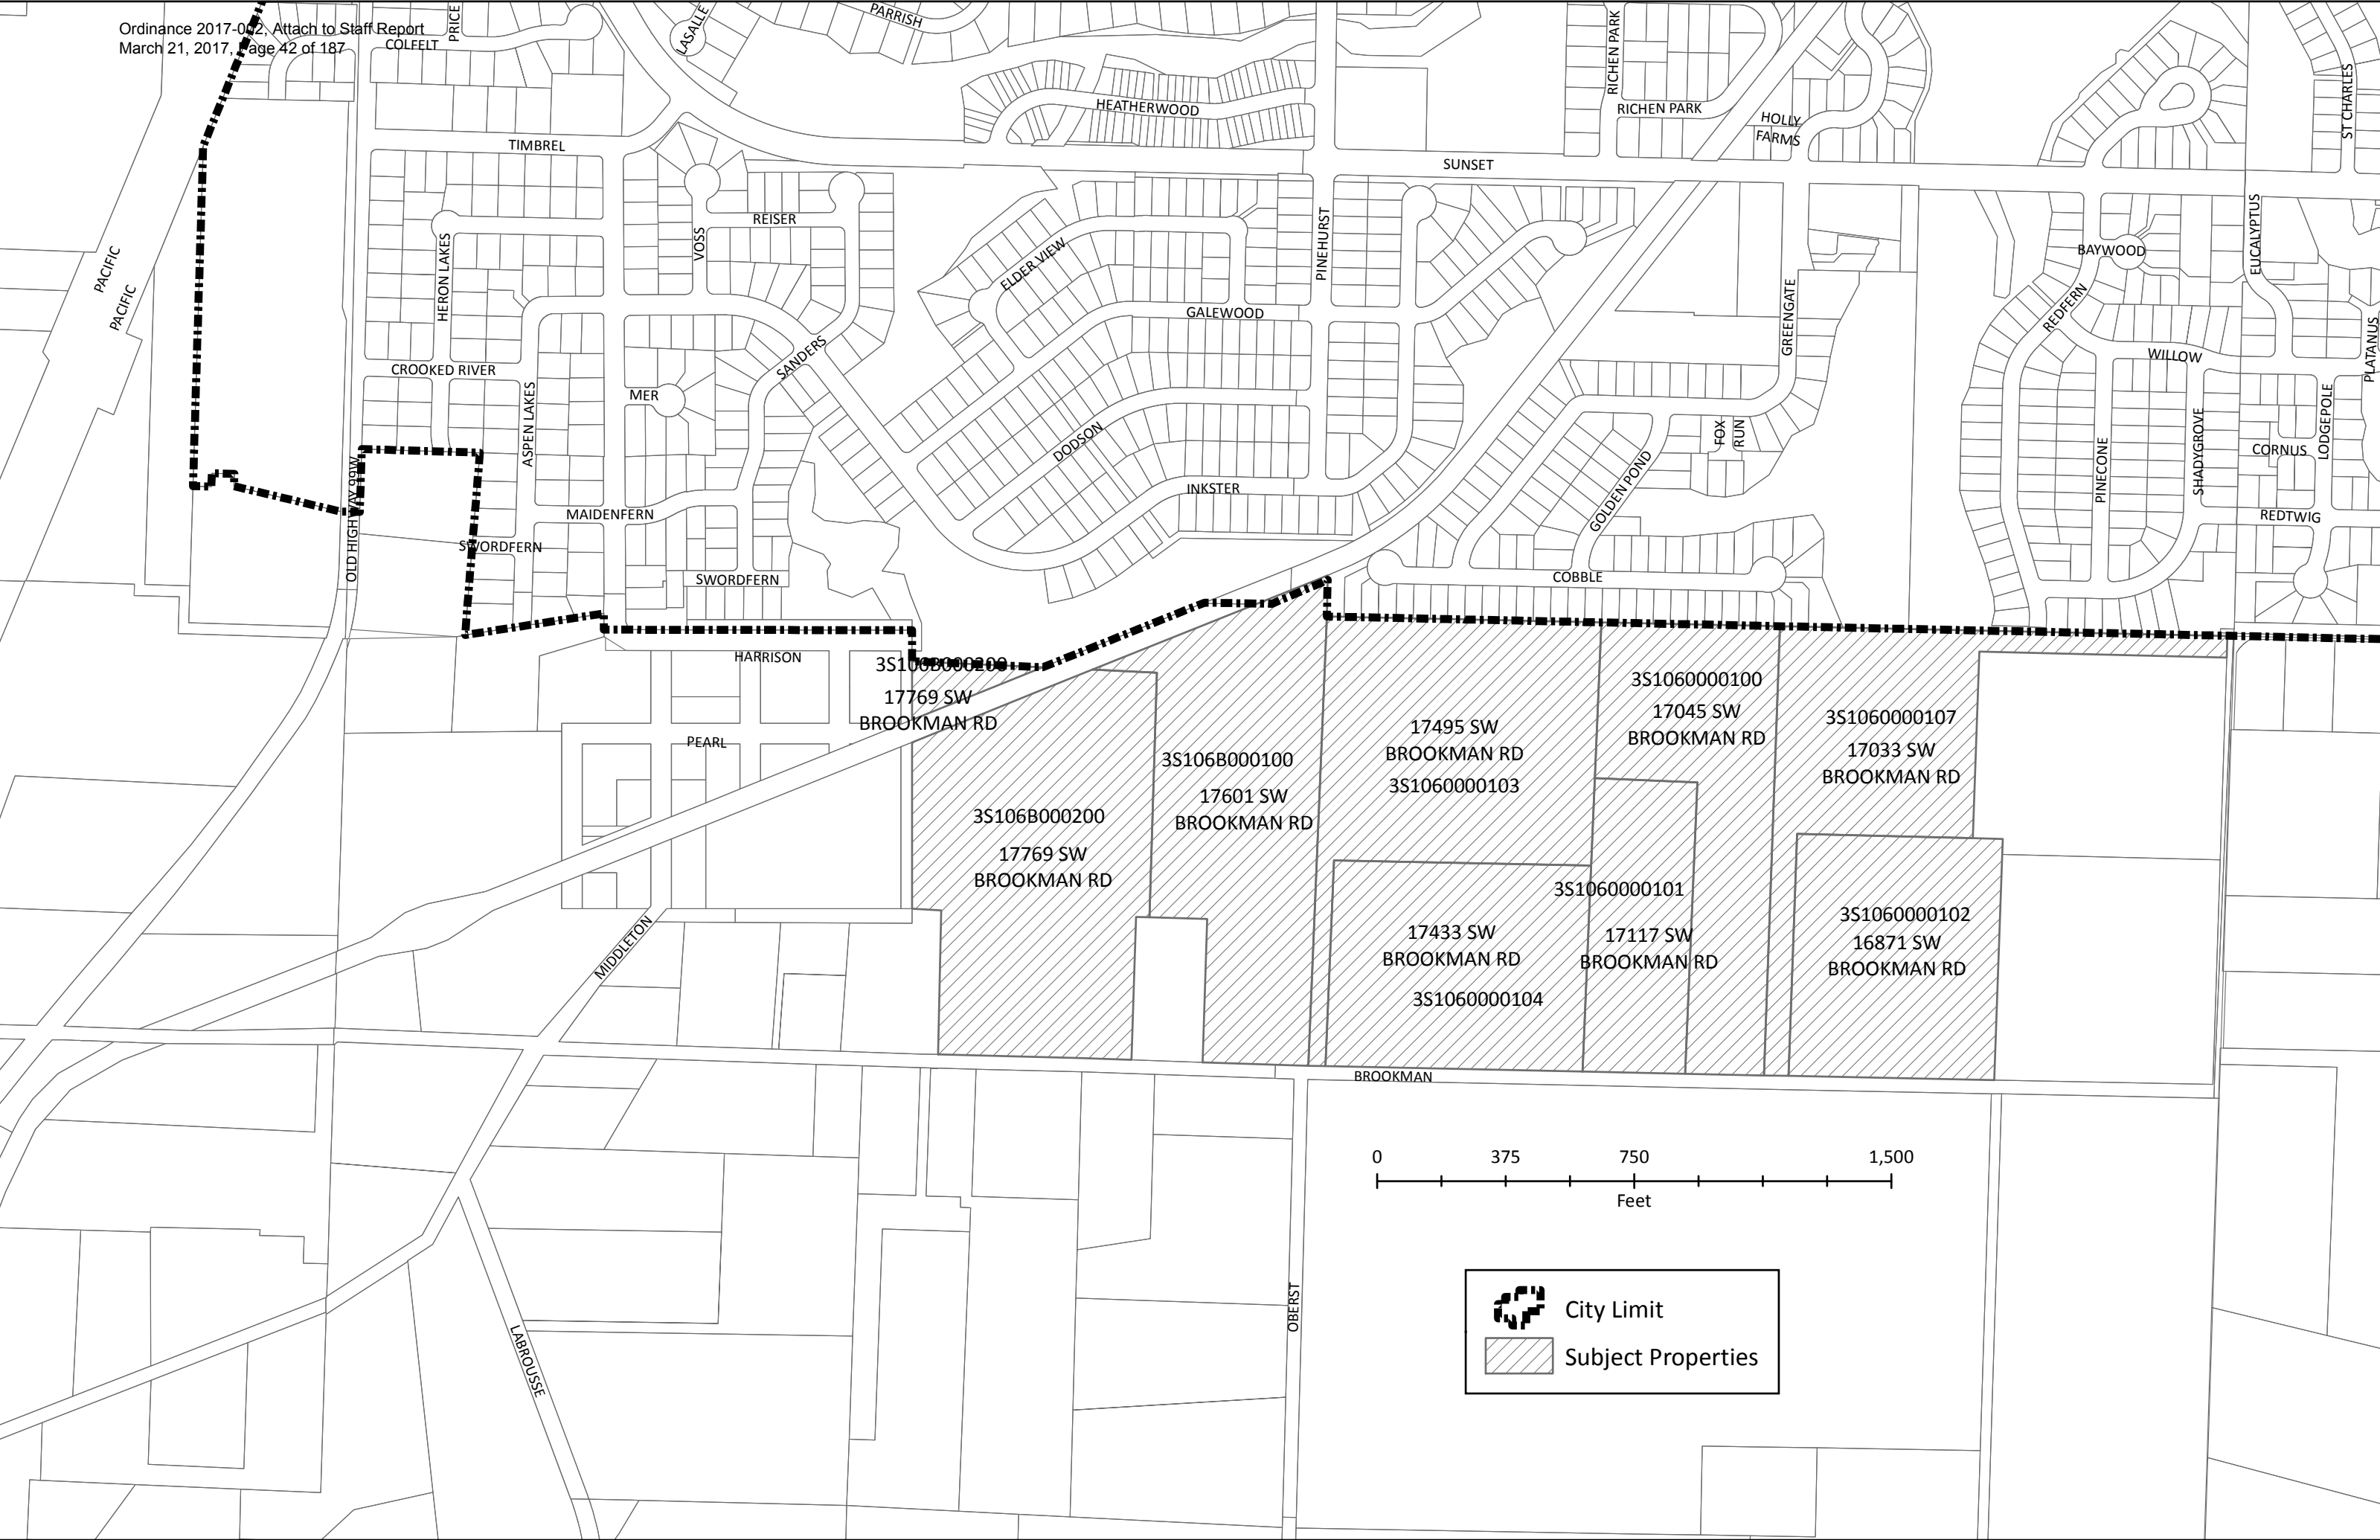 Ordinance 2017-002, Attach to Staff Report
March 21, 2017, Page 42 of 187
COLFELT
PRICE
LASALLE
PARRISH
RICHEN PARK
ST CHARLES
HEATHERWOOD
RICHEN PARK
HOLLY
FARMS
TIMBREL
SUNSET
REISER
VOSS
PINEHURST
EUCALYPTUS
PACIFIC
PACIFIC
HERON LAKES
ELDER VIEW
BAYWOOD
REDFERN
GREENGATE
GALEWOOD
PLATANUS
SANDERS
WILLOW
CROOKED RIVER
MER
ASPEN LAKES
LODGEPOLE
DODSON
FOX
RUN
PINECONE
SHADYGROVE
CORNUS
OLD HIGHWAY 99W
GOLDEN POND
INKSTER
MAIDENFERN
REDTWIG
SWORDFERN
SWORDFERN
COBBLE
HARRISON
3S106B000200
17769 SW
BROOKMAN RD
PEARL
3S106B000200
17769 SW
BROOKMAN RD
3S106B000100
17601 SW
BROOKMAN RD
17495 SW
BROOKMAN RD
3S1060000103
3S1060000100
17045 SW
BROOKMAN RD
3S1060000107
17033 SW
BROOKMAN RD
3S1060000101
17433 SW
BROOKMAN RD
3S1060000104
17117 SW
BROOKMAN RD
3S1060000102
16871 SW
BROOKMAN RD
MIDDLETON
BROOKMAN
0 375 750 1,500
Feet
OBERST
LABROUSSE
City Limit
Subject Properties